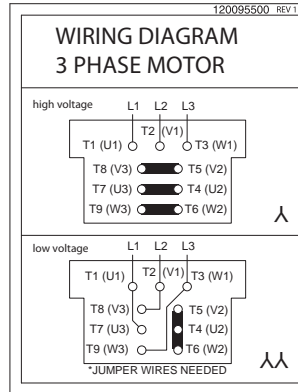 120095500 REV 1
WIRING DIAGRAM
3 PHASE MOTOR
high voltage
L1 L2 L3
T2 (V1)
T1 (U1) T3 (W1)
T8 (V3) T5 (V2)
T7 (U3) T4 (U2)
T9 (W3) T6 (W2)
low voltage
L1 L2 L3
T1 (U1) T2 (V1) T3 (W1)
T8 (V3) T5 (V2)
T7 (U3) T4 (U2)
T9 (W3) T6 (W2)
*JUMPER WIRES NEEDED